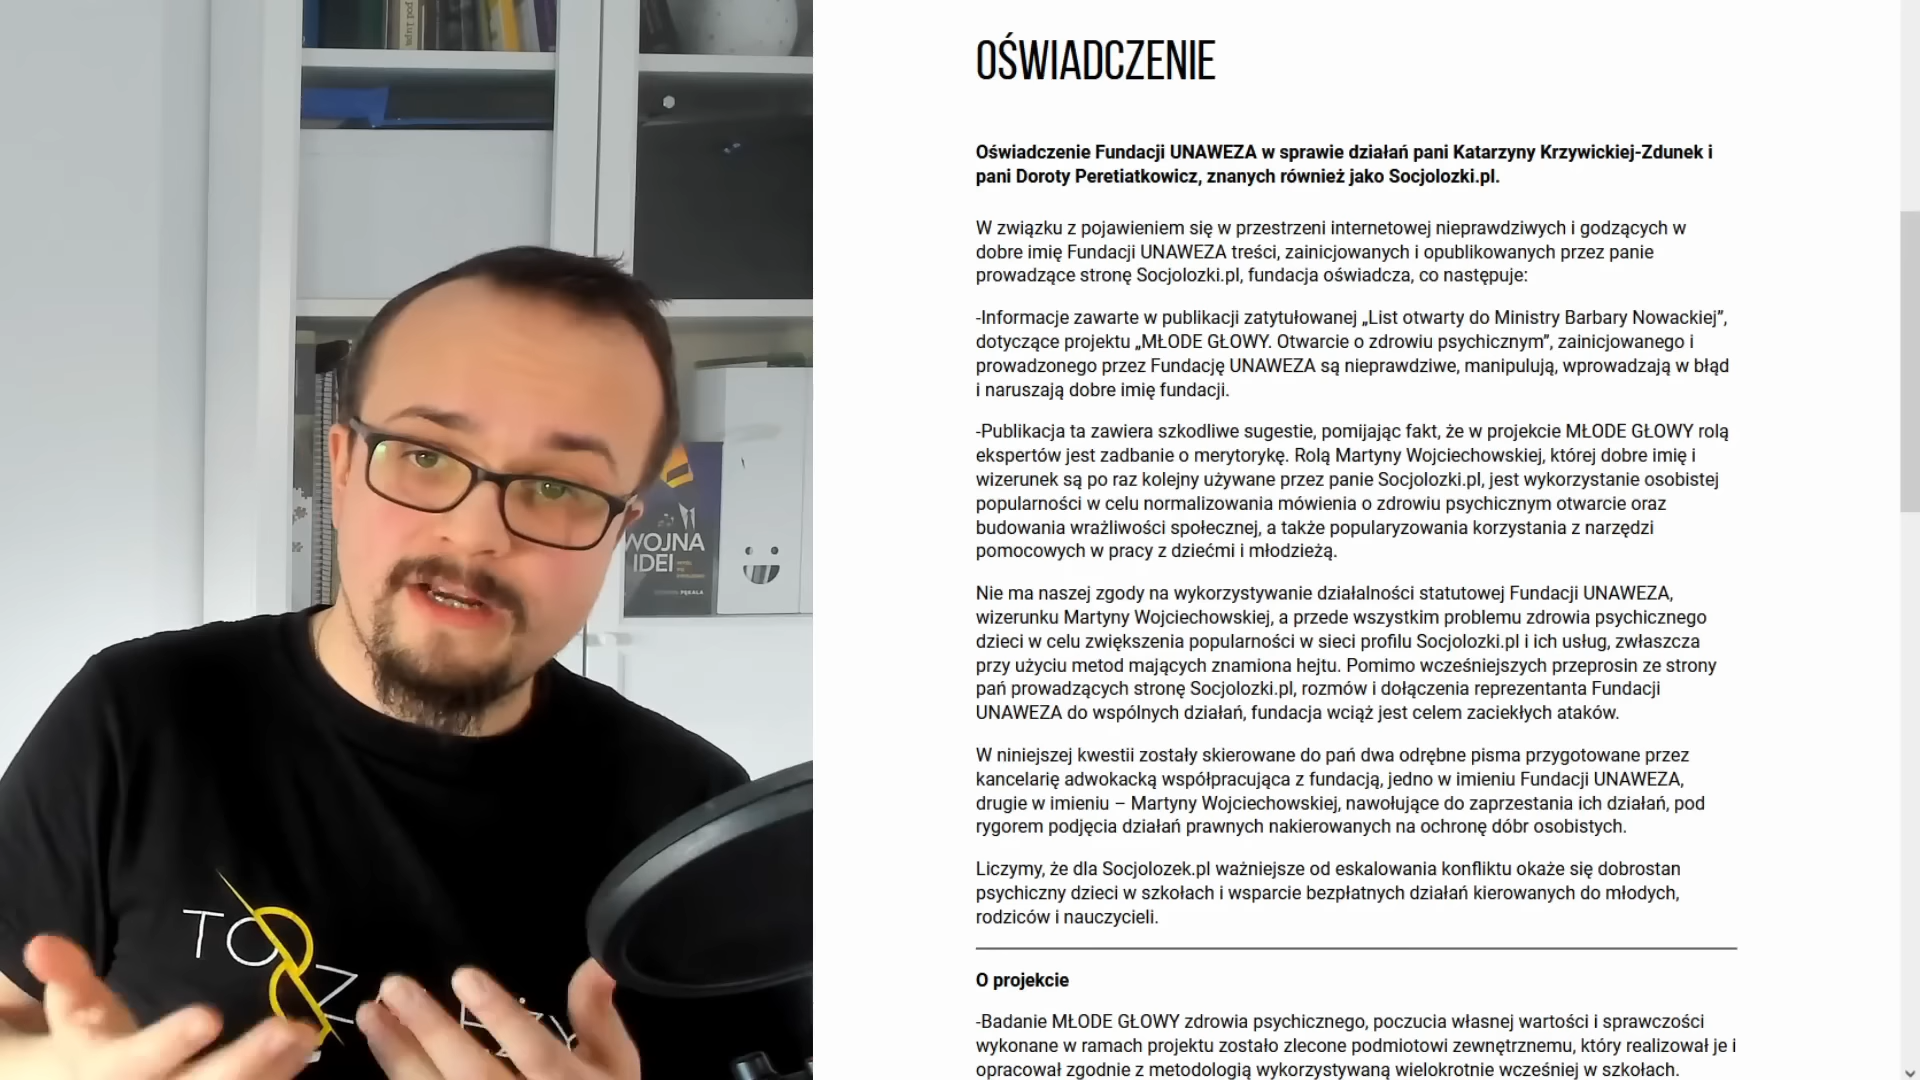 OŚWIADCZENIE
Oświadczenie Fundacji UNAWEZA w sprawie działań pani Katarzyny Krzywickiej-Zdunek i
pani Doroty Peretiatkowicz, znanych również jako Socjolozki.pl.
W związku z pojawieniem się w przestrzeni internetowej nieprawdziwych i godzących w
dobre imię Fundacji UNAWEZA treści, zainicjowanych i opublikowanych przez panie
prowadzące stronę Socjolozki.pl, fundacja oświadcza, co następuje:
-Informacje zawarte w publikacji zatytułowanej „List otwarty do Ministry Barbary Nowackiej”,
dotyczące projektu „MŁODE GŁOWY. Otwarcie o zdrowiu psychicznym”, zainicjowanego i
prowadzonego przez Fundację UNAWEZA są nieprawdziwe, manipulują, wprowadzają w błąd
i naruszają dobre imię fundacji.
-Publikacja ta zawiera szkodliwe sugestie, pomijając fakt, że w projekcie MŁODE GŁOWY rolą
ekspertów jest zadbanie o merytorykę. Rolą Martyny Wojciechowskiej, której dobre imię i
wizerunek są po raz kolejny używane przez panie Socjolozki.pl, jest wykorzystanie osobistej
popularności w celu normalizowania mówienia o zdrowiu psychicznym otwarcie oraz
budowania wrażliwości społecznej, a także popularyzowania korzystania z narzędzi
pomocowych w pracy z dziećmi i młodzieżą.
Nie ma naszej zgody na wykorzystywanie działalności statutowej Fundacji UNAWEZA,
wizerunku Martyny Wojciechowskiej, a przede wszystkim problemu zdrowia psychicznego
dzieci w celu zwiększenia popularności w sieci profilu Socjolozki.pl i ich usług, zwłaszcza
przy użyciu metod mających znamiona hejtu. Pomimo wcześniejszych przeprosin ze strony
pań prowadzących stronę Socjolozki.pl, rozmów i dołączenia reprezentanta Fundacji
UNAWEZA do wspólnych działań, fundacja wciąż jest celem zaciekłych ataków.
W niniejszej kwestii zostały skierowane do pań dwa odrębne pisma przygotowane przez
kancelarię adwokacką współpracująca z fundacją, jedno w imieniu Fundacji UNAWEZA,
drugie w imieniu – Martyny Wojciechowskiej, nawołujące do zaprzestania ich działań, pod
rygorem podjęcia działań prawnych nakierowanych na ochronę dóbr osobistych.
Liczymy, że dla Socjolozek.pl ważniejsze od eskalowania konfliktu okaże się dobrostan
psychiczny dzieci w szkołach i wsparcie bezpłatnych działań kierowanych do młodych,
rodziców i nauczycieli.
O projekcie
-Badanie MŁODE GŁOWY zdrowia psychicznego, poczucia własnej wartości i sprawczości
wykonane w ramach projektu zostało zlecone podmiotowi zewnętrznemu, który realizował je i
opracował zgodnie z metodologią wykorzystywaną wielokrotnie wcześniej w szkołach.
WOJNA
IDEI
PĘKALA
TO